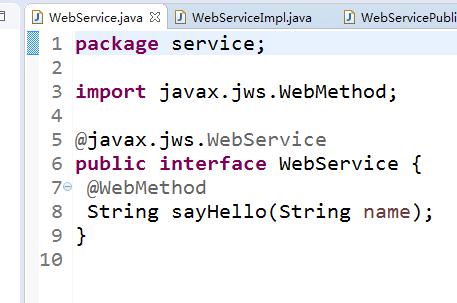 WebService.java WebServiceImpl.java WebServicePubli
1 package service;
2
3 import javax.jws.WebMethod;
4
5 @javax.jws.WebService
6 public interface WebService {
7 @WebMethod
8 String sayHello(String name);
9 }
10